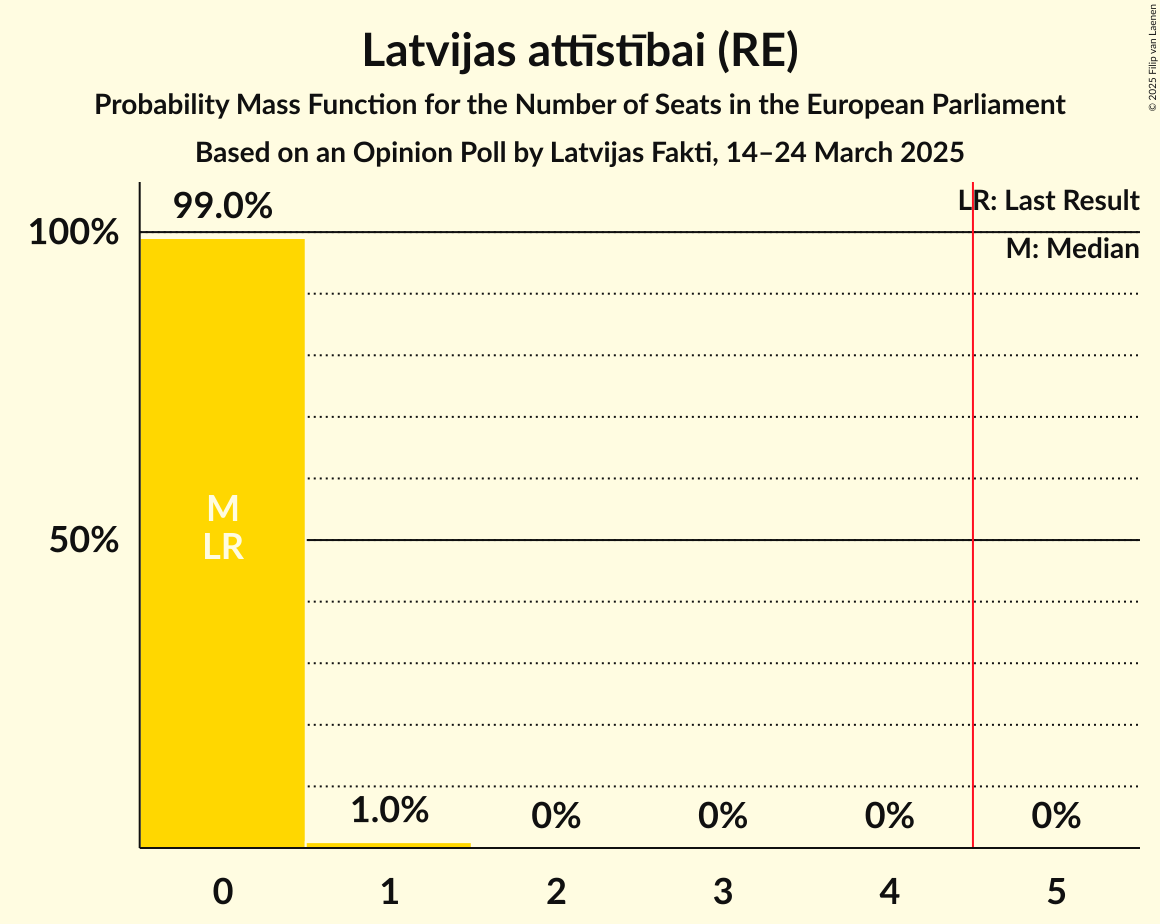 Latvijas attīstībai (RE)
Probability Mass Function for the Number of Seats in the European Parliament
Based on an Opinion Poll by Latvijas Fakti, 14–24 March 2025
© 2025 Filip van Laenen
LR: Last Result
M: Median
99.0%
100%
50%
M
LR
1.0%
0%
0%
0%
0%
0 1 2 3 4 5